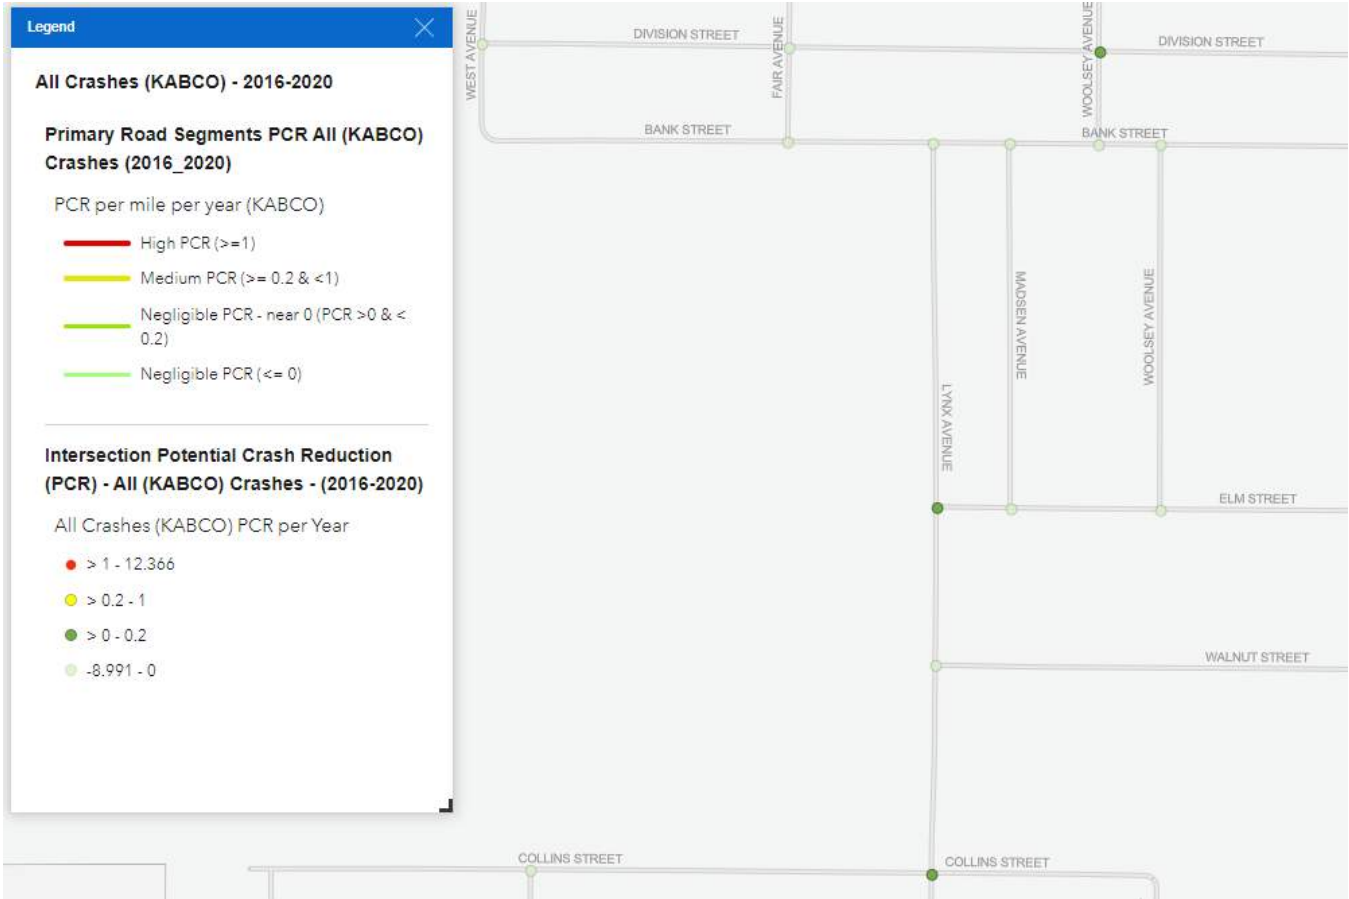 Legend
All Crashes (KABCO) - 2016-2020
Primary Road Segments PCR All (KABCO)
Crashes (2016_2020)
PCR per mile per year (KABCO)
High PCR (>=1)
Medium PCR (>= 0.2 & <1)
Negligible PCR - near 0 (PCR >0 & <
0.2)
Negligible PCR (<= 0)
Intersection Potential Crash Reduction
(PCR) - All (KABCO) Crashes - (2016-2020)
All Crashes (KABCO) PCR per Year
> 1 - 12.366
> 0.2 - 1
> 0 - 0.2
-8.991 - 0
WEST AVENUE
DIVISION STREET
FAIR AVENUE
WOOLSEY AVENUE
DIVISION STREET
BANK STREET
BANK STREET
MADSEN AVENUE
WOOLSEY AVENUE
LYNX AVENUE
ELM STREET
WALNUT STREET
COLLINS STREET
COLLINS STREET